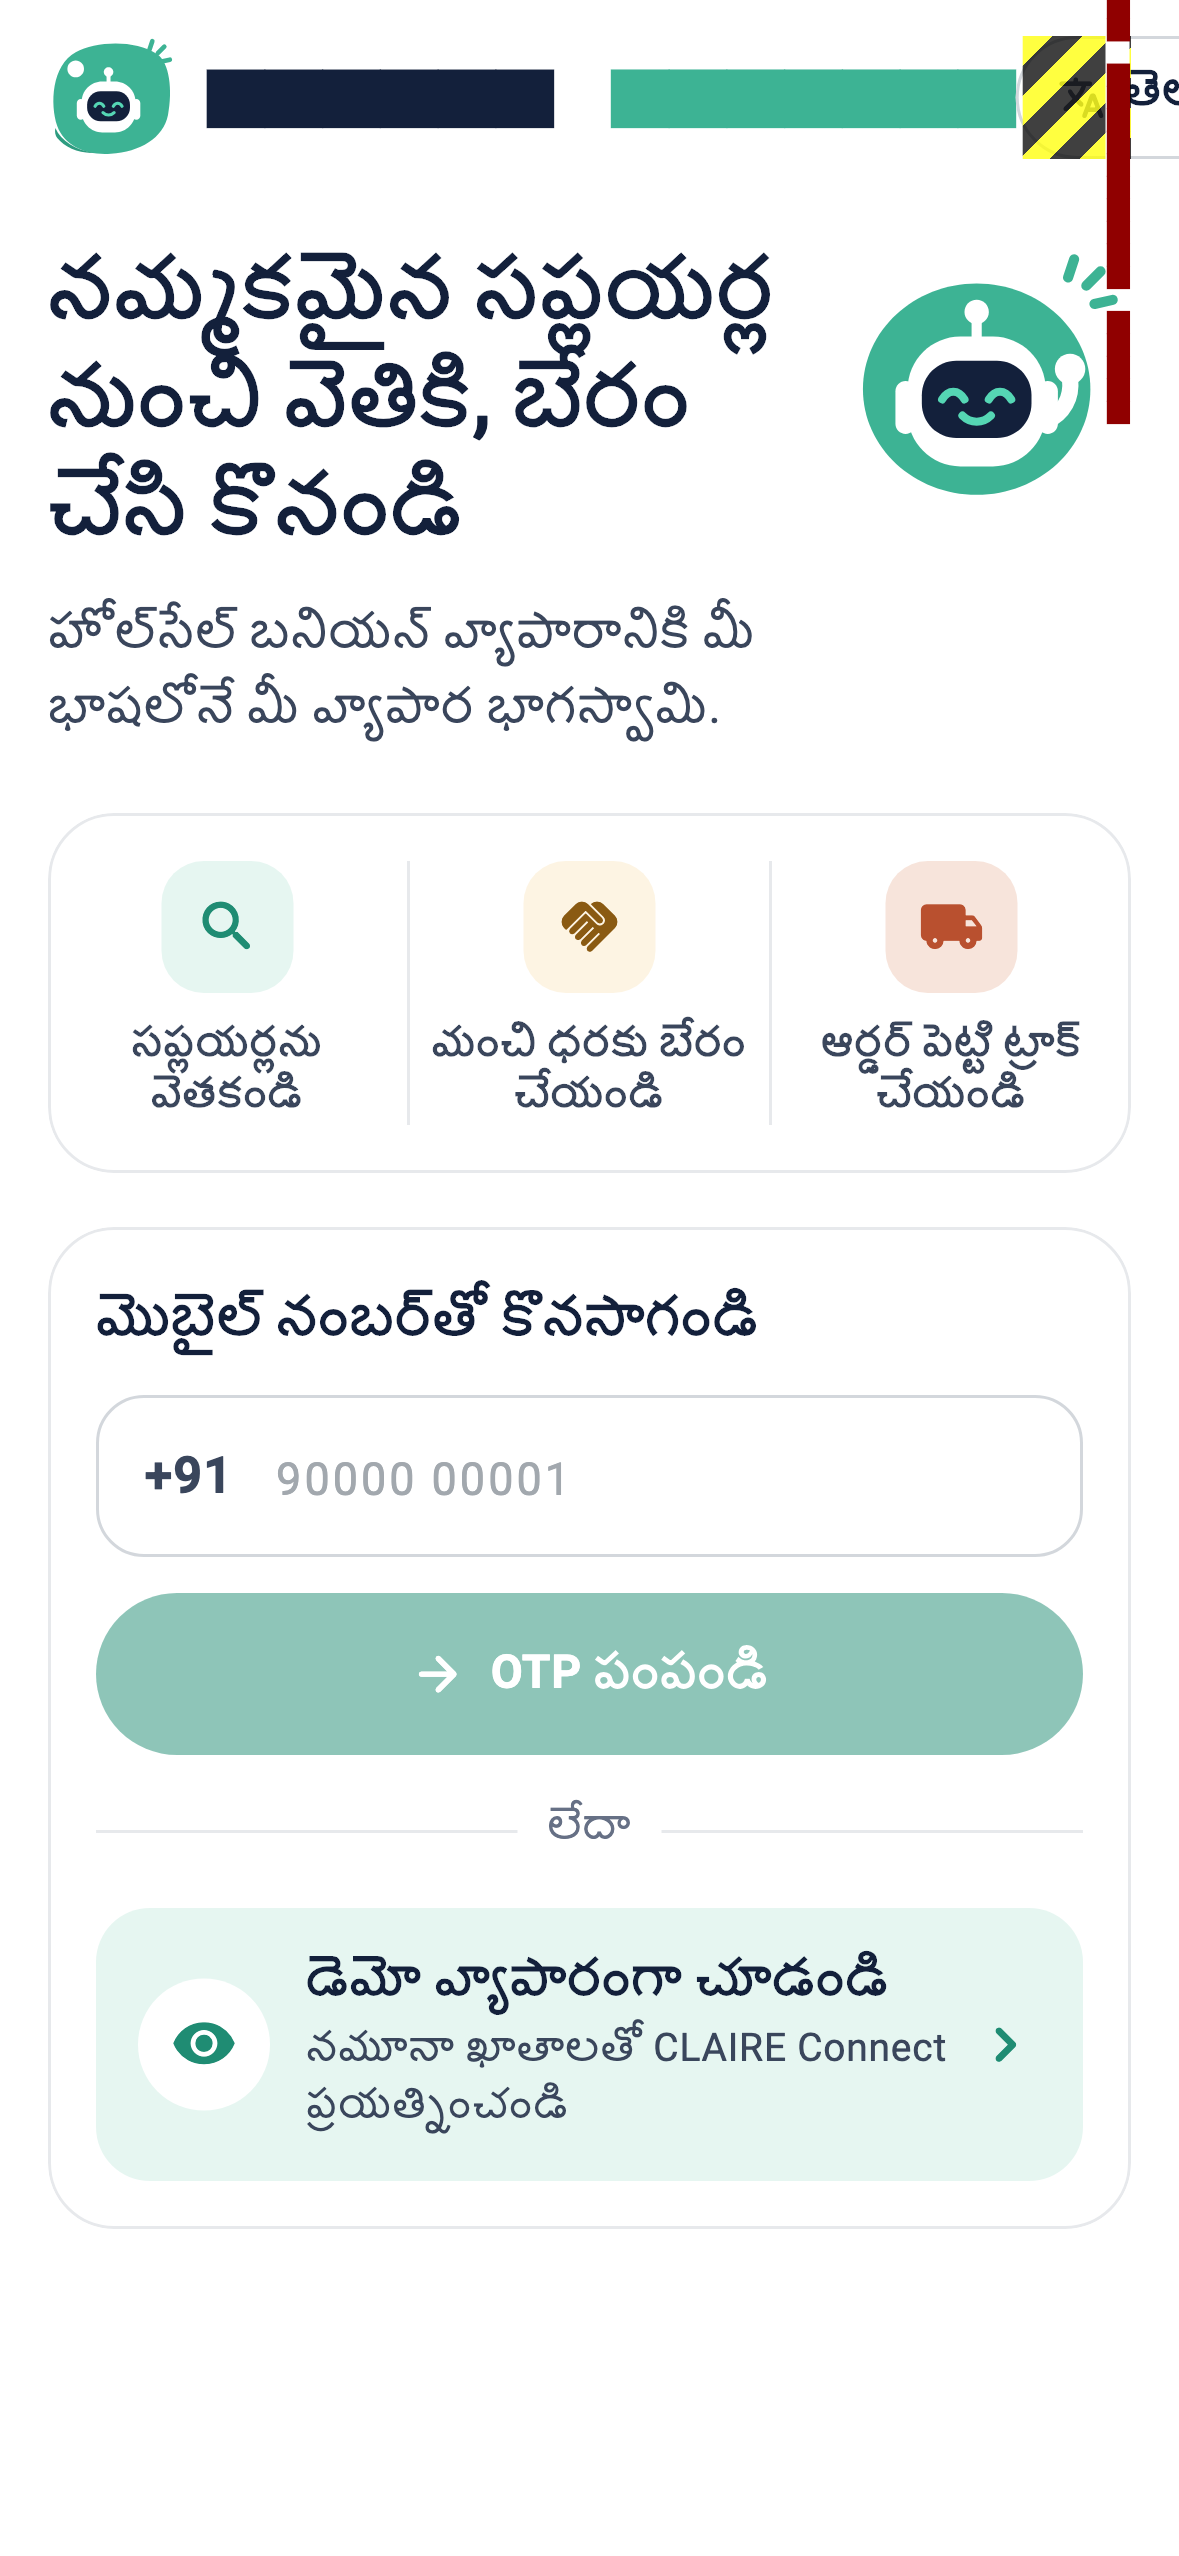 నమ్మకమైన సప్లయర్ల
నుంచి వెతికి, బేరం
చేసి కొనండి
హోల్‌సేల్ బనియన్ వ్యాపారానికి మీ
భాషలోనే మీ వ్యాపార భాగస్వామి.
సప్లయర్లను
వెతకండి
మంచి ధరకు బేరం
చేయండి
ఆర్డర్ పెట్టి ట్రాక్
చేయండి
మొబైల్ నంబర్‌తో కొనసాగండి
+91 90000 00001
OTP పంపండి
లేదా
డెమో వ్యాపారంగా చూడండి
నమూనా ఖాతాలతో CLAIRE Connect
ప్రయత్నించండి